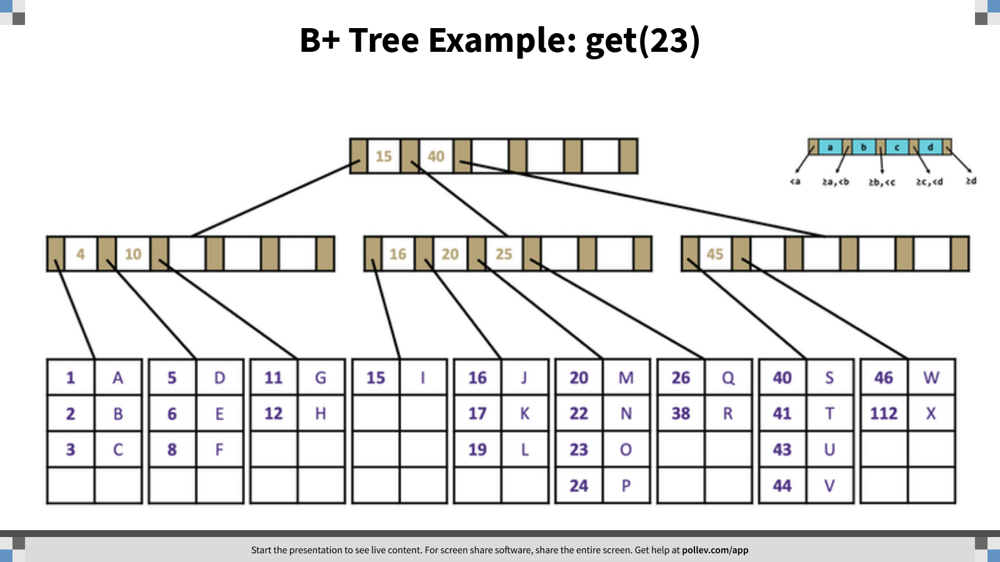 B+ Tree Example: get(23)
15 40
a b c d
<a ≥a,<b ≥b,<c ≥c,<d ≥d
4 10 16 20 25 45
1 A 5 D 11 G 15 I 16 J 20 M 26 Q 40 S 46 W
2 B 6 E 12 H 17 K 22 N 38 R 41 T 112 X
3 C 8 F 19 L 23 O 43 U
24 P 44 V
Start the presentation to see live content. For screen share software, share the entire screen. Get help at pollev.com/app